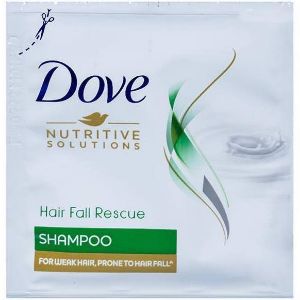 Dove
NUTRITIVE
SOLUTIONS
Hair Fall Rescue
SHAMPOO
FOR WEAK HAIR, PRONE TO HAIR FALL^